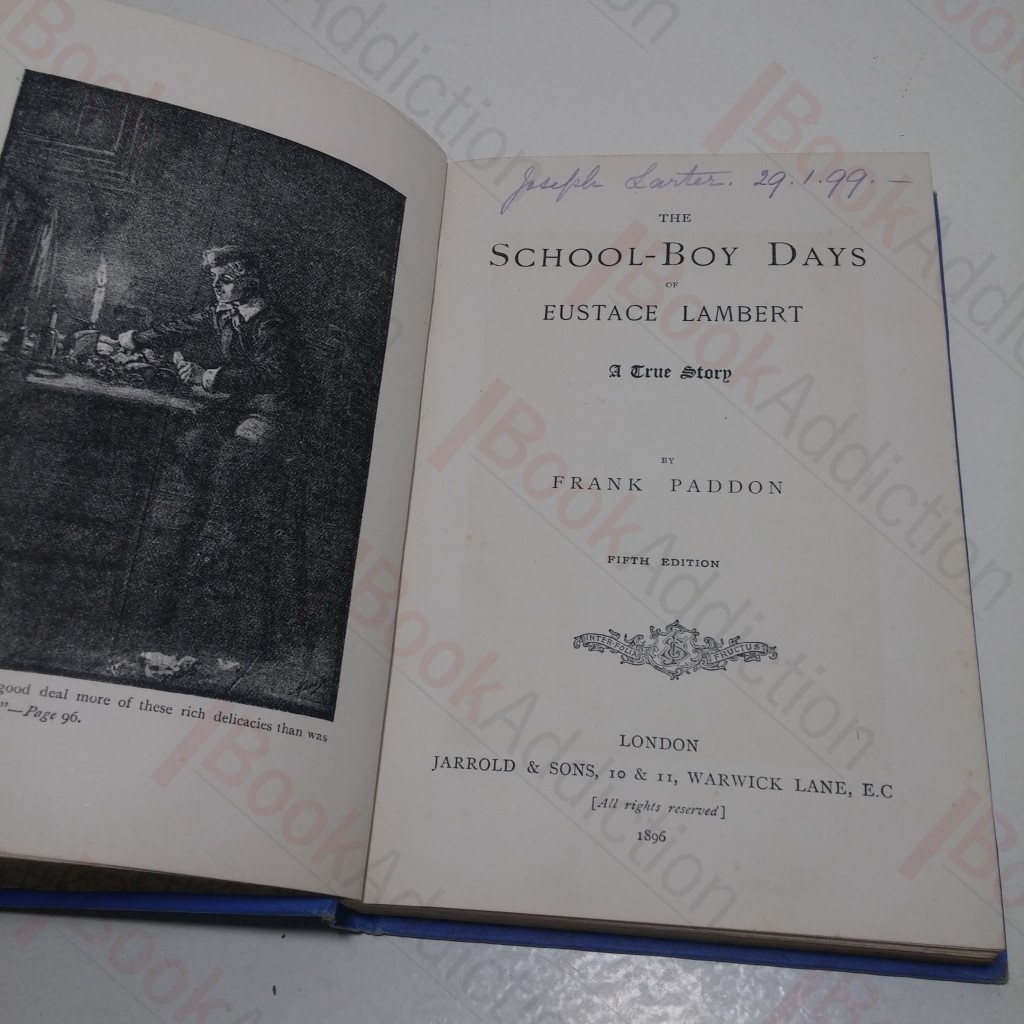 good deal more of these rich delicacies than was
"—Page 96.
Joseph Larter. 29.1.99.—
THE
SCHOOL-BOY DAYS
OF
EUSTACE LAMBERT
A True Story
BY
FRANK PADDON
FIFTH EDITION
INTER FOLIA FRUCTUS
LONDON
JARROLD & SONS, 10 & 11, WARWICK LANE, E.C
[All rights reserved]
1896
BookAddiction